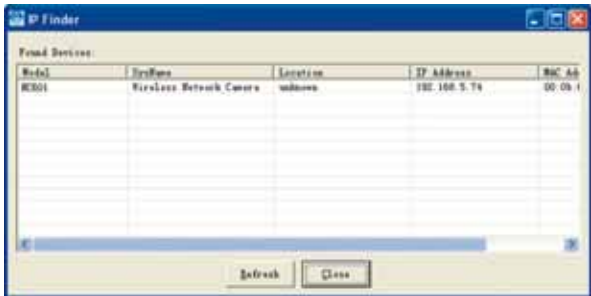 IP Finder
Found Devices:
Model SysName Location IP Address MAC Ad
Wireless Network Camera unknown 192.168.5.74 00 0b
Refresh Close